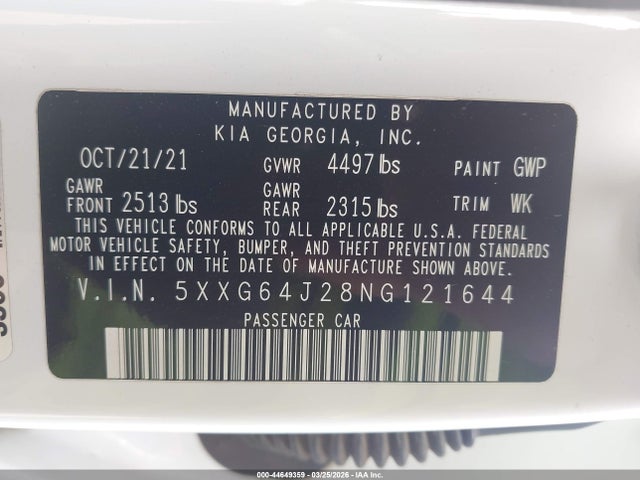 MANUFACTURED BY
KIA GEORGIA, INC.
OCT/21/21 GVWR 4497 lbs PAINT GWP
GAWR FRONT 2513 lbs GAWR REAR 2315 lbs TRIM WK
THIS VEHICLE CONFORMS TO ALL APPLICABLE U.S.A. FEDERAL
MOTOR VEHICLE SAFETY, BUMPER, AND THEFT PREVENTION STANDARDS
IN EFFECT ON THE DATE OF MANUFACTURE SHOWN ABOVE.
V.I.N. 5XXG64J28NG121644
PASSENGER CAR
000-44649359 | 03/25/2026 | IAA Inc.